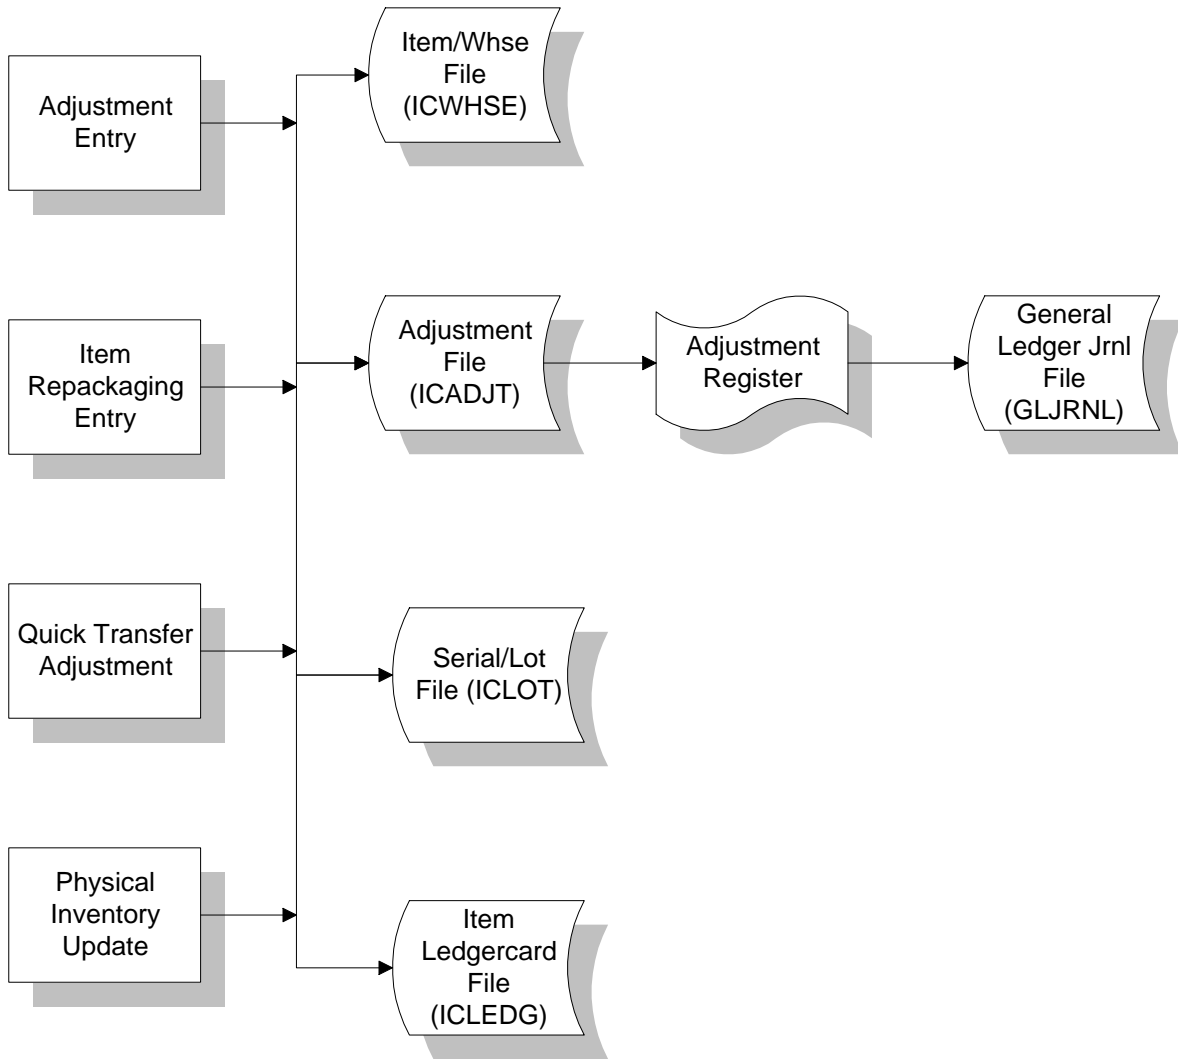 Adjustment
Entry
Item/Whse
File
(ICWHSE)
Item
Repackaging
Entry
Adjustment
File
(ICADJT)
Adjustment
Register
General
Ledger Jrnl
File
(GLJRNL)
Quick Transfer
Adjustment
Serial/Lot
File (ICLOT)
Physical
Inventory
Update
Item
Ledgercard
File
(ICLEDG)